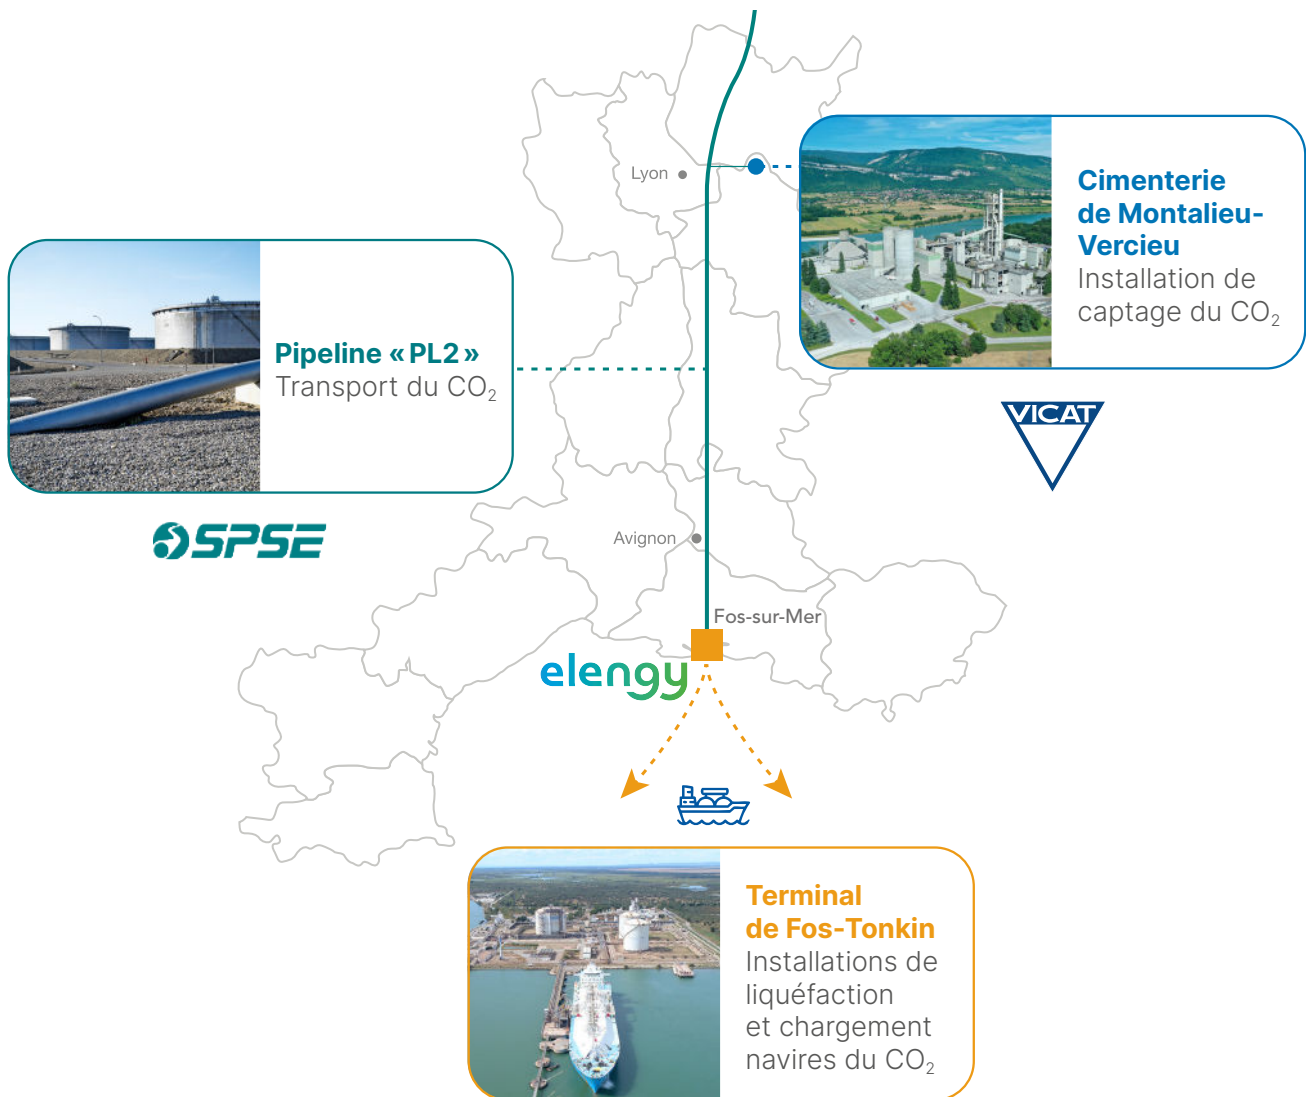 Lyon
Cimenterie
de Montalieu-
Vercieu
Installation de
captage du CO₂
VICAT
Pipeline « PL2 »
Transport du CO₂
SPSE
Avignon
Fos-sur-Mer
elengy
Terminal
de Fos-Tonkin
Installations de
liquéfaction
et chargement
navires du CO₂